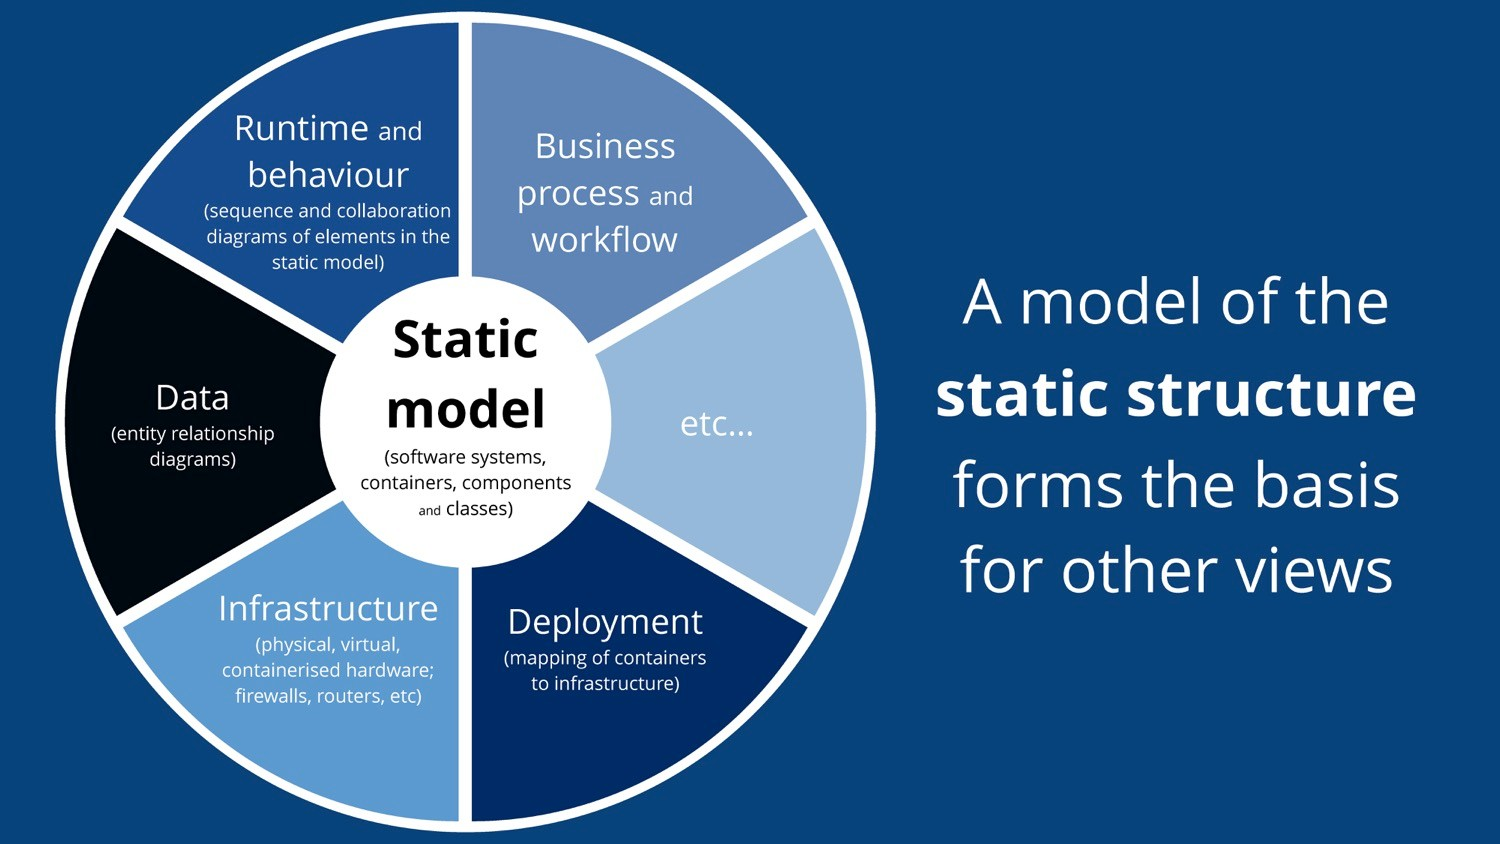 Runtime and
behaviour
(sequence and collaboration
diagrams of elements in the
static model)
Business
process and
workflow
Static
model
(software systems,
containers, components
and classes)
Data
(entity relationship
diagrams)
etc...
Infrastructure
(physical, virtual,
containerised hardware;
firewalls, routers, etc)
Deployment
(mapping of containers
to infrastructure)
A model of the
static structure
forms the basis
for other views